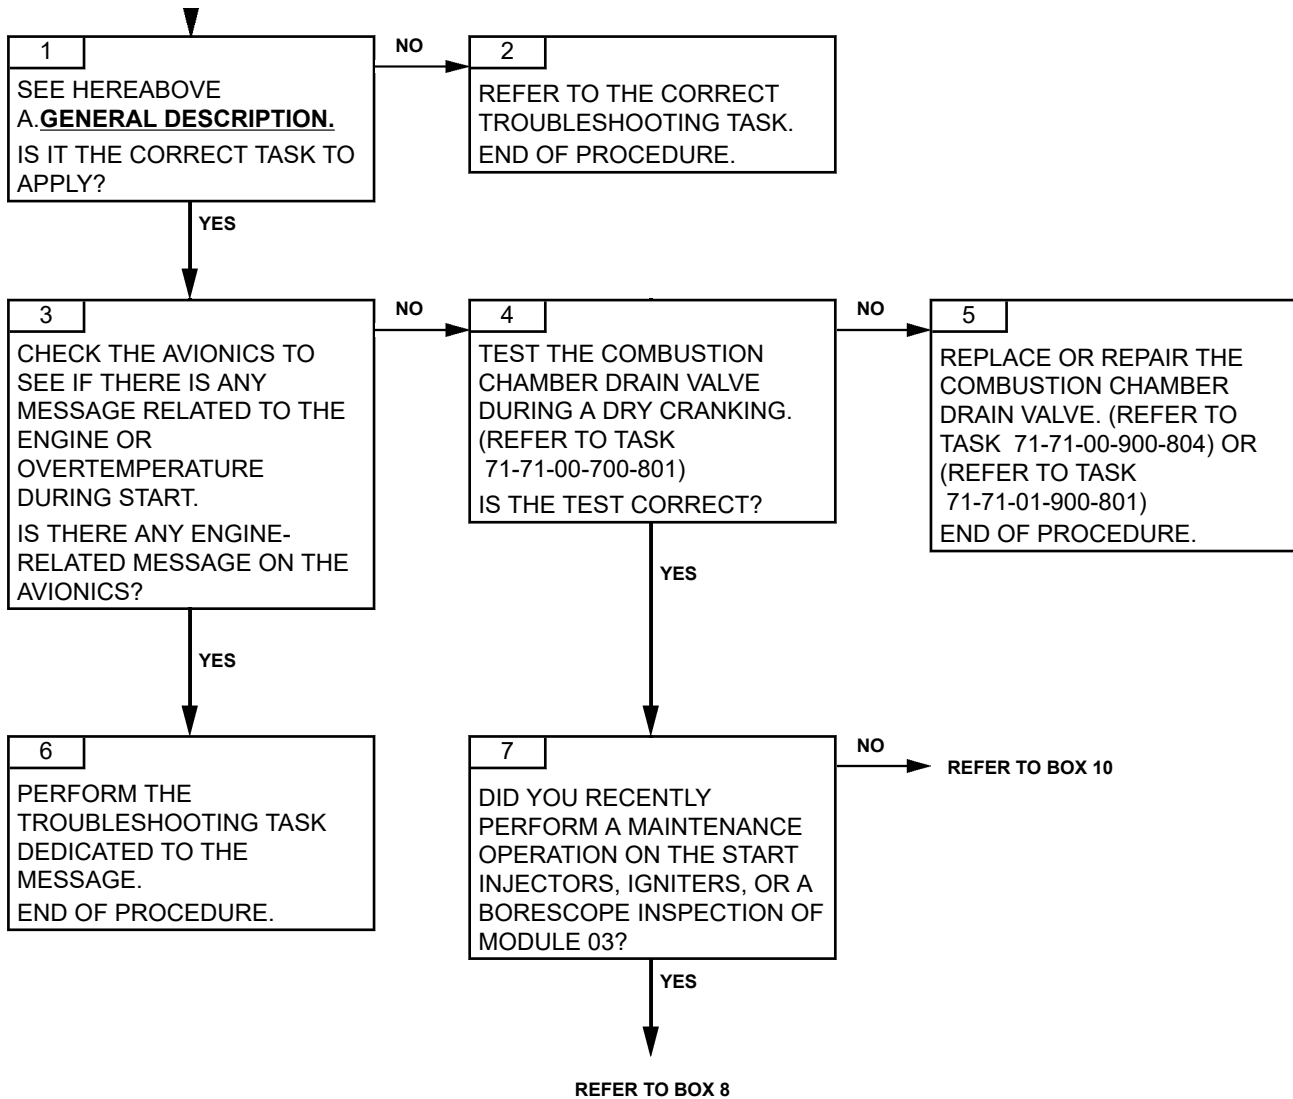 1
SEE HEREABOVE
A.GENERAL DESCRIPTION.
IS IT THE CORRECT TASK TO
APPLY?
NO
2
REFER TO THE CORRECT
TROUBLESHOOTING TASK.
END OF PROCEDURE.
YES
3
CHECK THE AVIONICS TO
SEE IF THERE IS ANY
MESSAGE RELATED TO THE
ENGINE OR
OVERTEMPERATURE
DURING START.
IS THERE ANY ENGINE-
RELATED MESSAGE ON THE
AVIONICS?
NO
4
TEST THE COMBUSTION
CHAMBER DRAIN VALVE
DURING A DRY CRANKING.
(REFER TO TASK
71-71-00-700-801)
IS THE TEST CORRECT?
NO
5
REPLACE OR REPAIR THE
COMBUSTION CHAMBER
DRAIN VALVE. (REFER TO
TASK 71-71-00-900-804) OR
(REFER TO TASK
71-71-01-900-801)
END OF PROCEDURE.
YES
YES
6
PERFORM THE
TROUBLESHOOTING TASK
DEDICATED TO THE
MESSAGE.
END OF PROCEDURE.
7
DID YOU RECENTLY
PERFORM A MAINTENANCE
OPERATION ON THE START
INJECTORS, IGNITERS, OR A
BORESCOPE INSPECTION OF
MODULE 03?
NO
REFER TO BOX 10
YES
REFER TO BOX 8